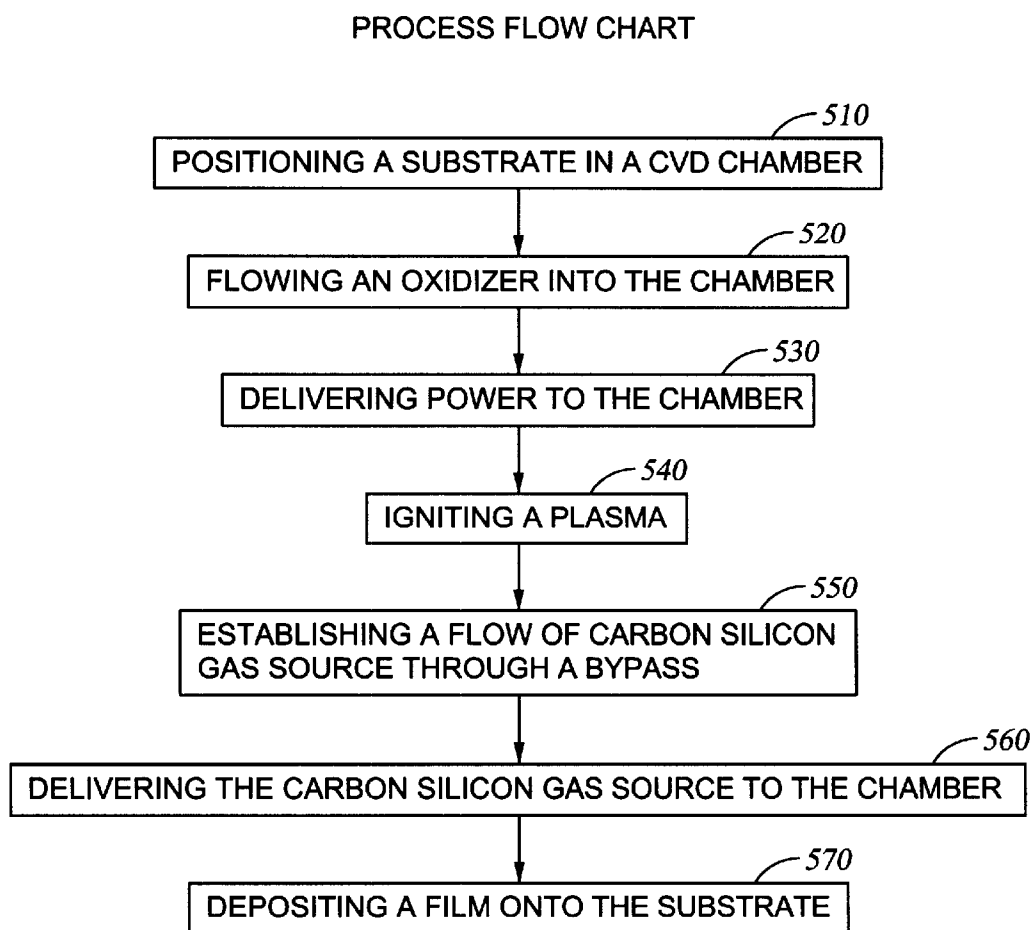 PROCESS FLOW CHART
510
POSITIONING A SUBSTRATE IN A CVD CHAMBER
520
FLOWING AN OXIDIZER INTO THE CHAMBER
530
DELIVERING POWER TO THE CHAMBER
540
IGNITING A PLASMA
550
ESTABLISHING A FLOW OF CARBON SILICON
GAS SOURCE THROUGH A BYPASS
560
DELIVERING THE CARBON SILICON GAS SOURCE TO THE CHAMBER
570
DEPOSITING A FILM ONTO THE SUBSTRATE